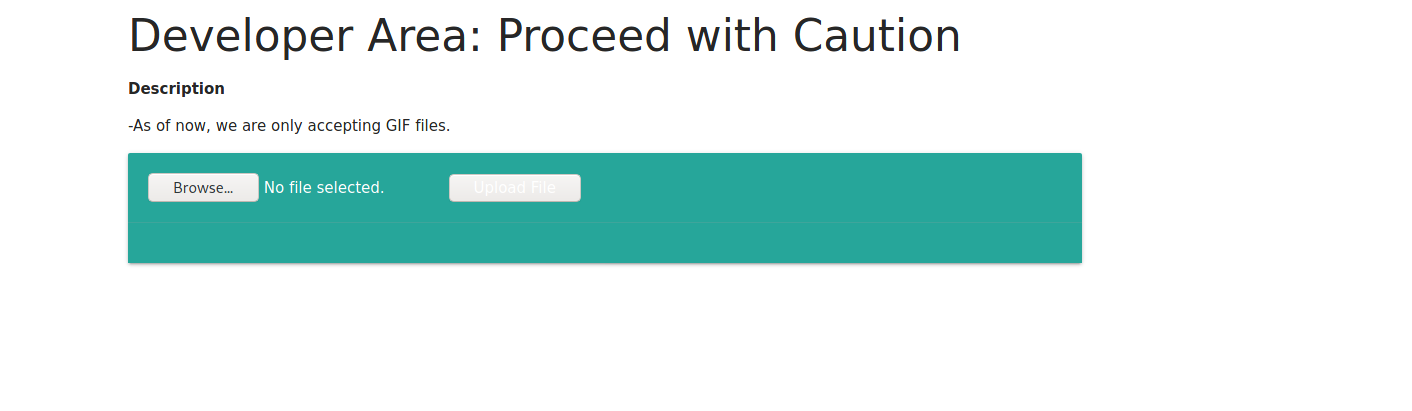 Developer Area: Proceed with Caution
Description
-As of now, we are only accepting GIF files.
Browse... No file selected. Upload File